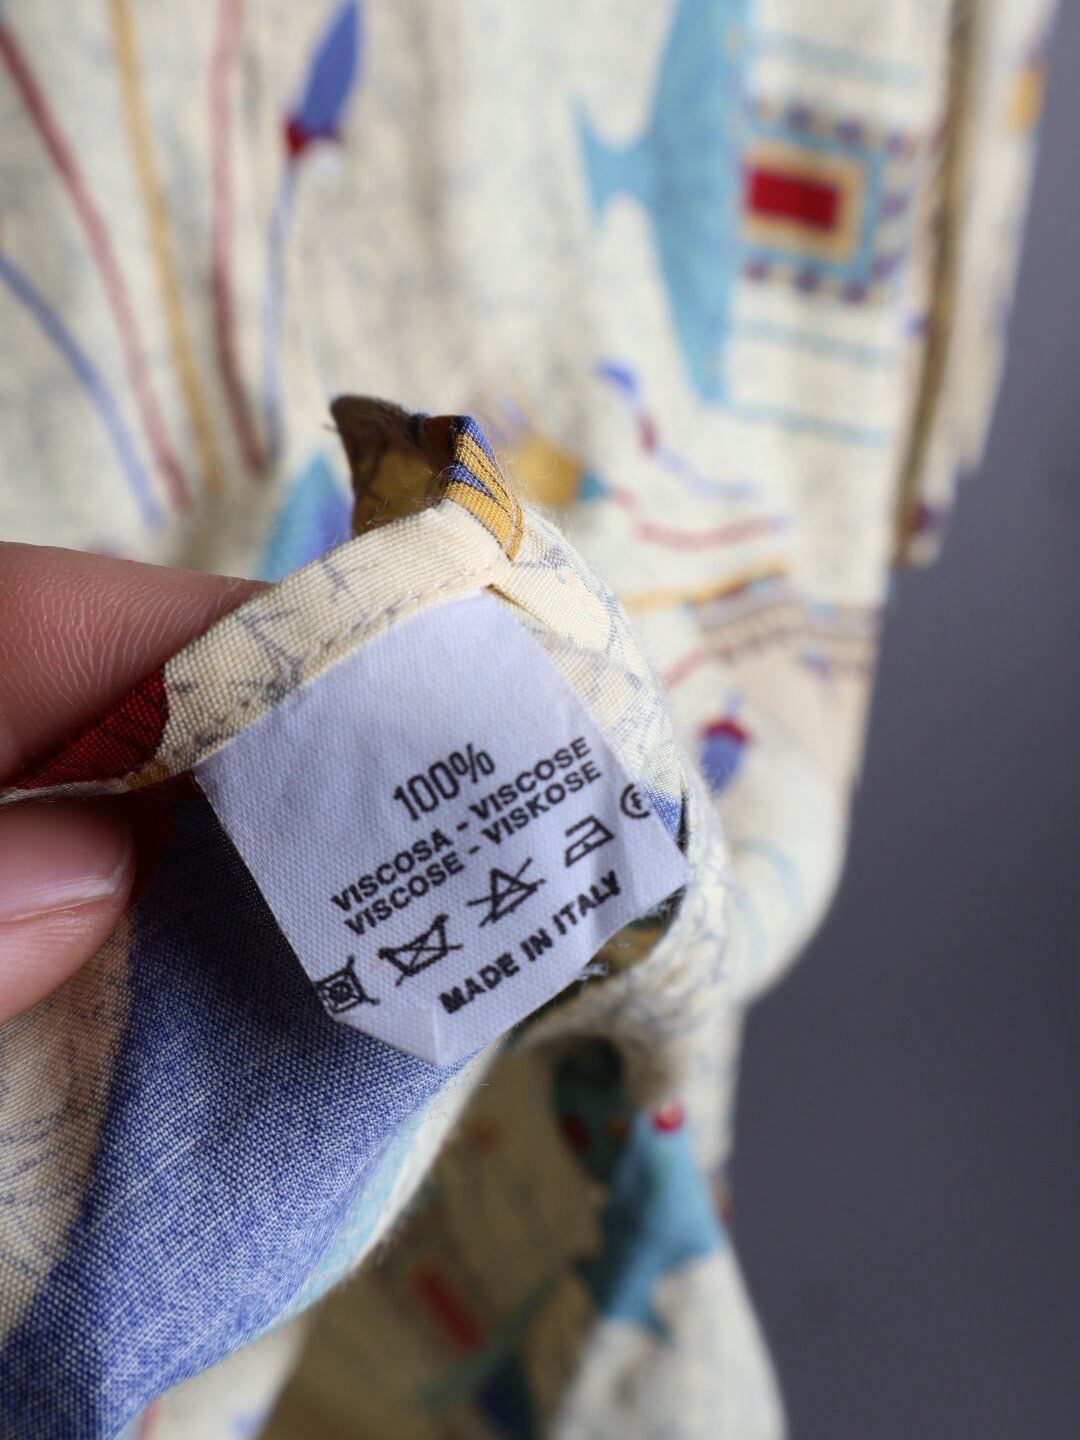 100%
VISCOSA - VISCOSE
VISCOSE - VISKOSE
MADE IN ITALY